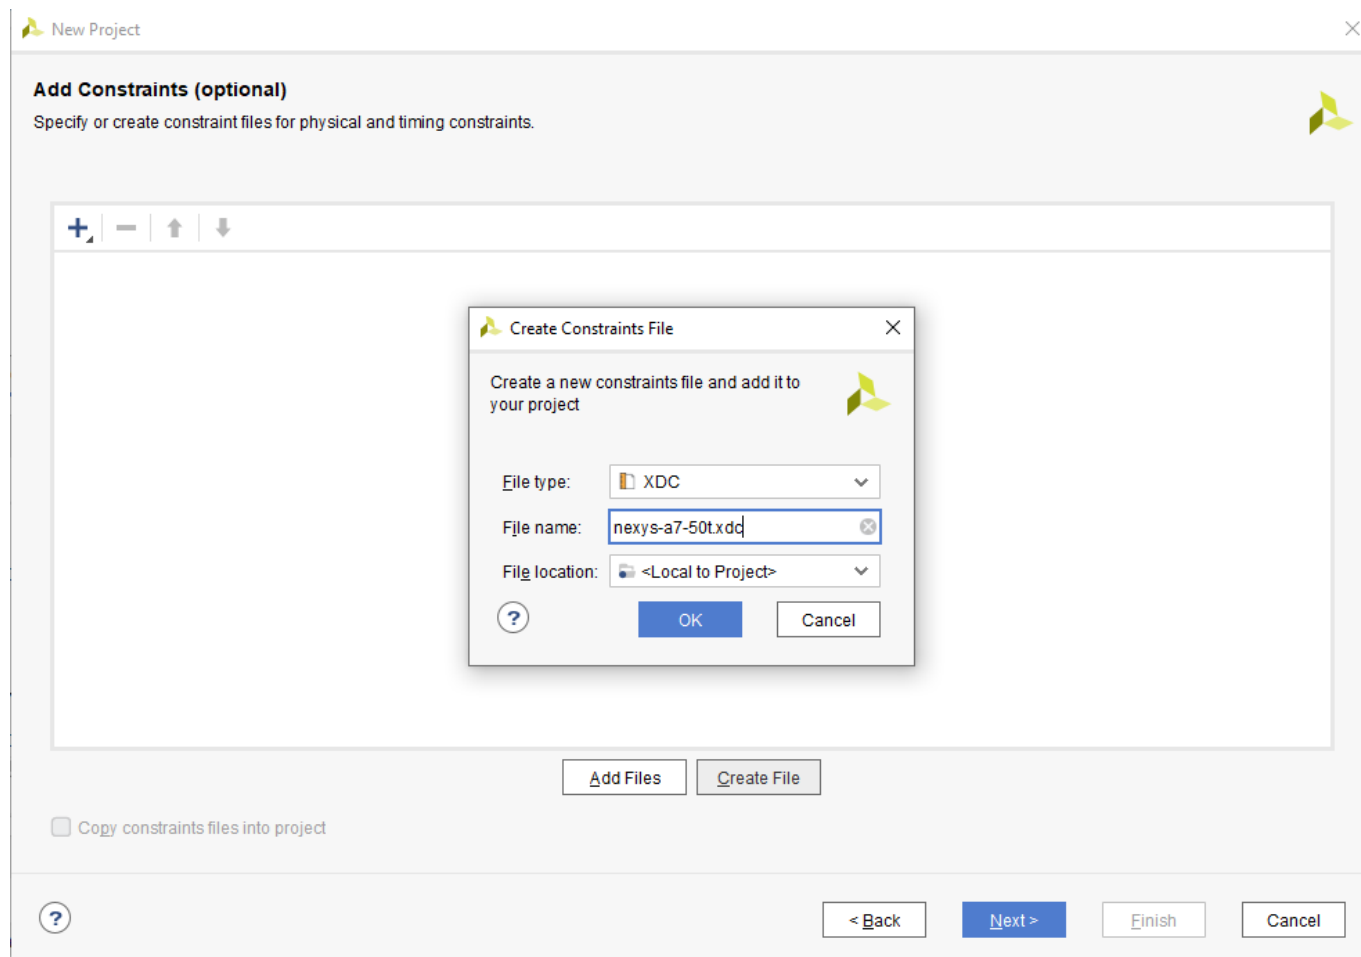 New Project
Add Constraints (optional)
Specify or create constraint files for physical and timing constraints.
Create Constraints File
Create a new constraints file and add it to
your project
File type: XDC
File name: nexys-a7-50t.xdc
File location: <Local to Project>
? OK Cancel
Add Files Create File
Copy constraints files into project
? < Back Next > Finish Cancel